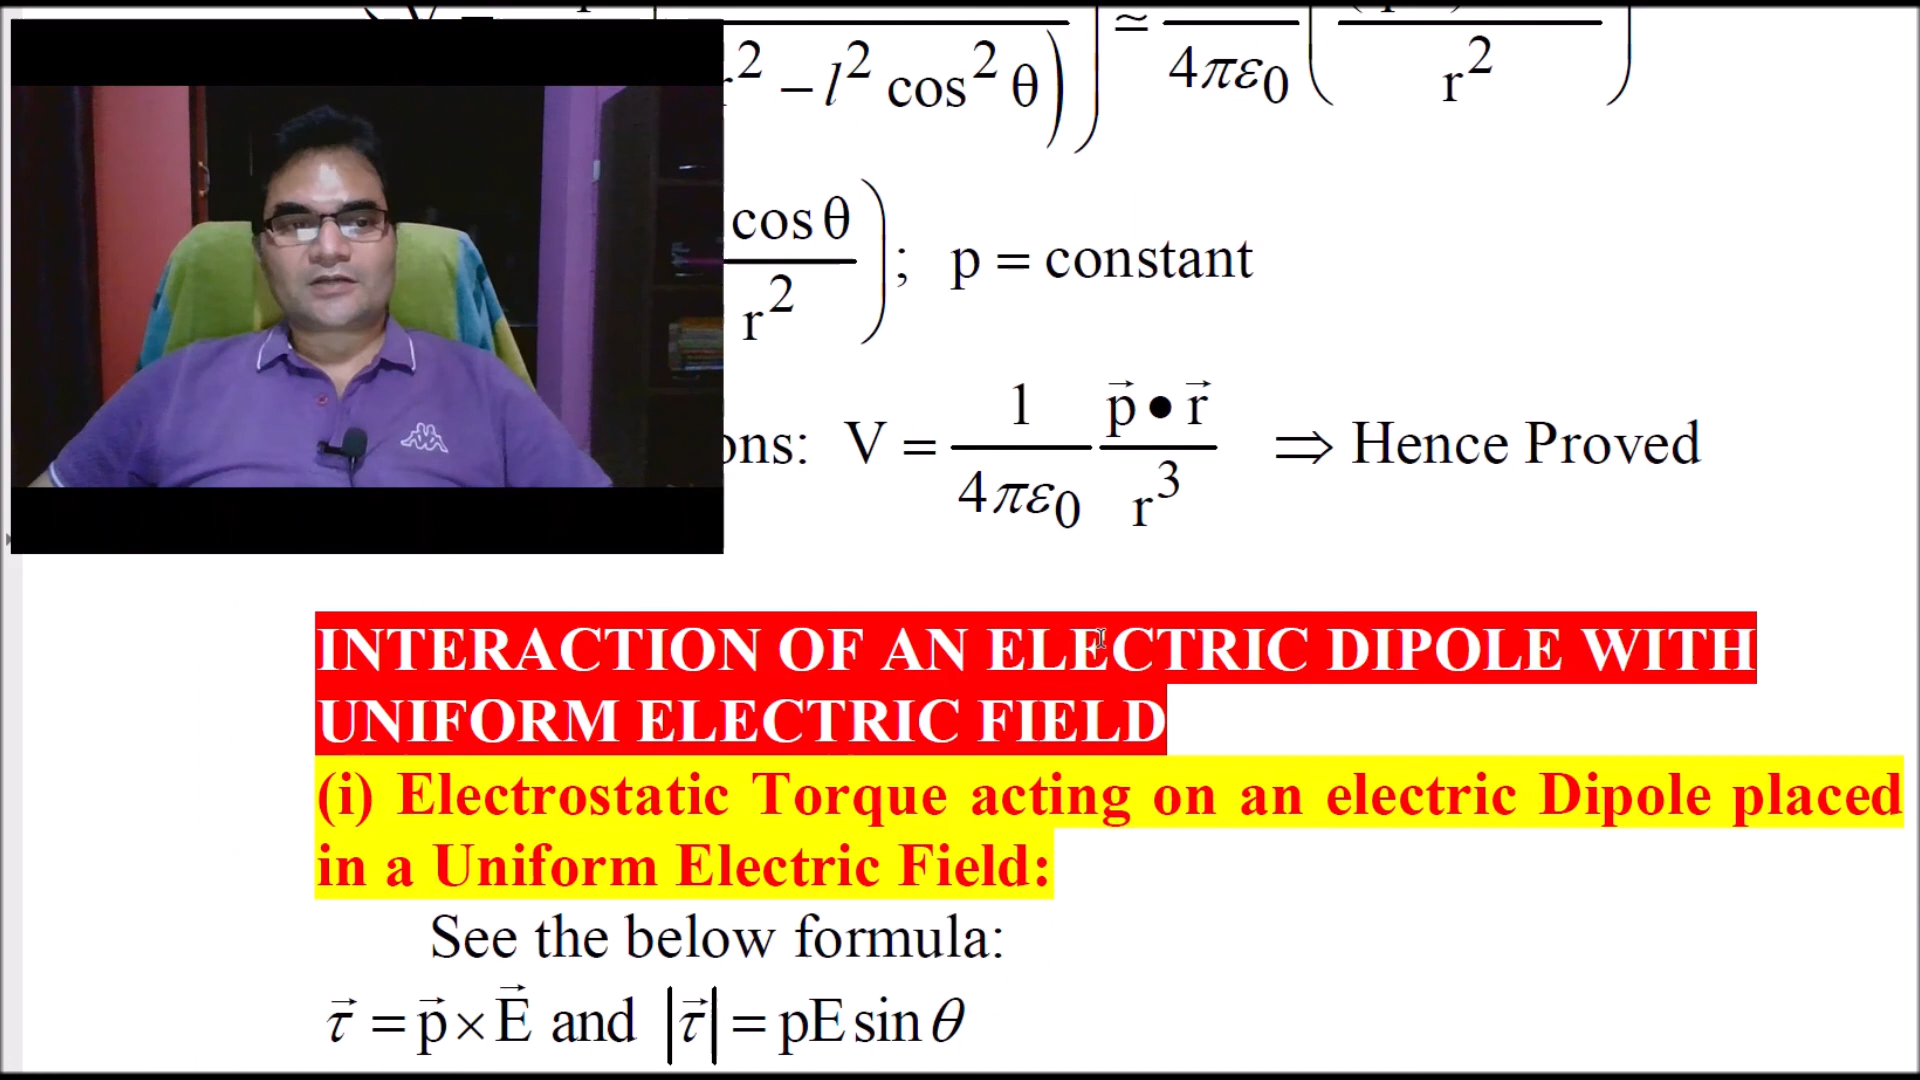 r² − l² cos² θ)) ≃ 4πε₀ ( r² )
cos θ / r² ); p = constant
ons: V = 1/4πε₀ p⃗ • r⃗ / r³ ⇒ Hence Proved
INTERACTION OF AN ELECTRIC DIPOLE WITH
UNIFORM ELECTRIC FIELD
(i) Electrostatic Torque acting on an electric Dipole placed
in a Uniform Electric Field:
See the below formula:
τ⃗ = p⃗ × E⃗ and |τ⃗| = pE sin θ